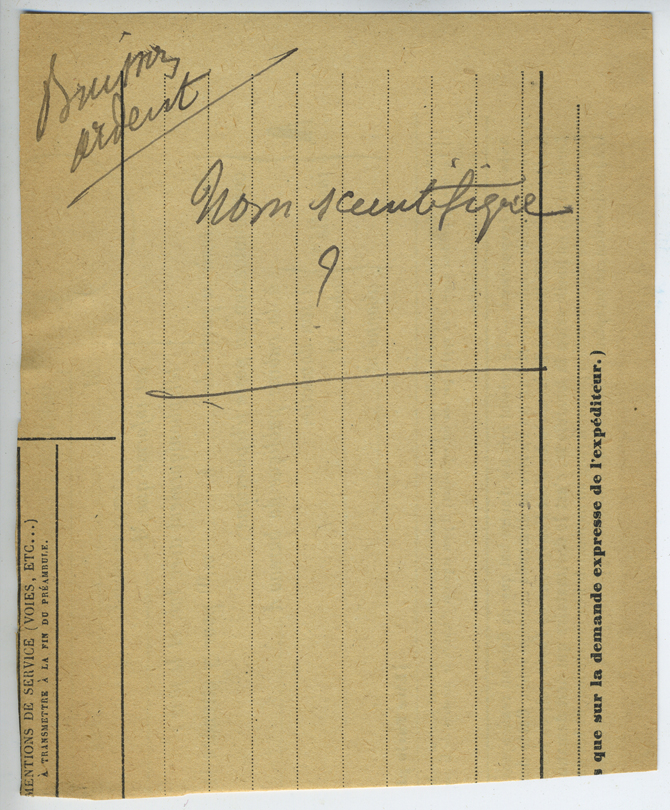 Buisson
ardent
Nom scientifique
?
MENTIONS DE SERVICE (VOIES, ETC...)
À TRANSMETTRE À LA FIN DU PRÉAMBULE.
que sur la demande expresse de l'expéditeur.)